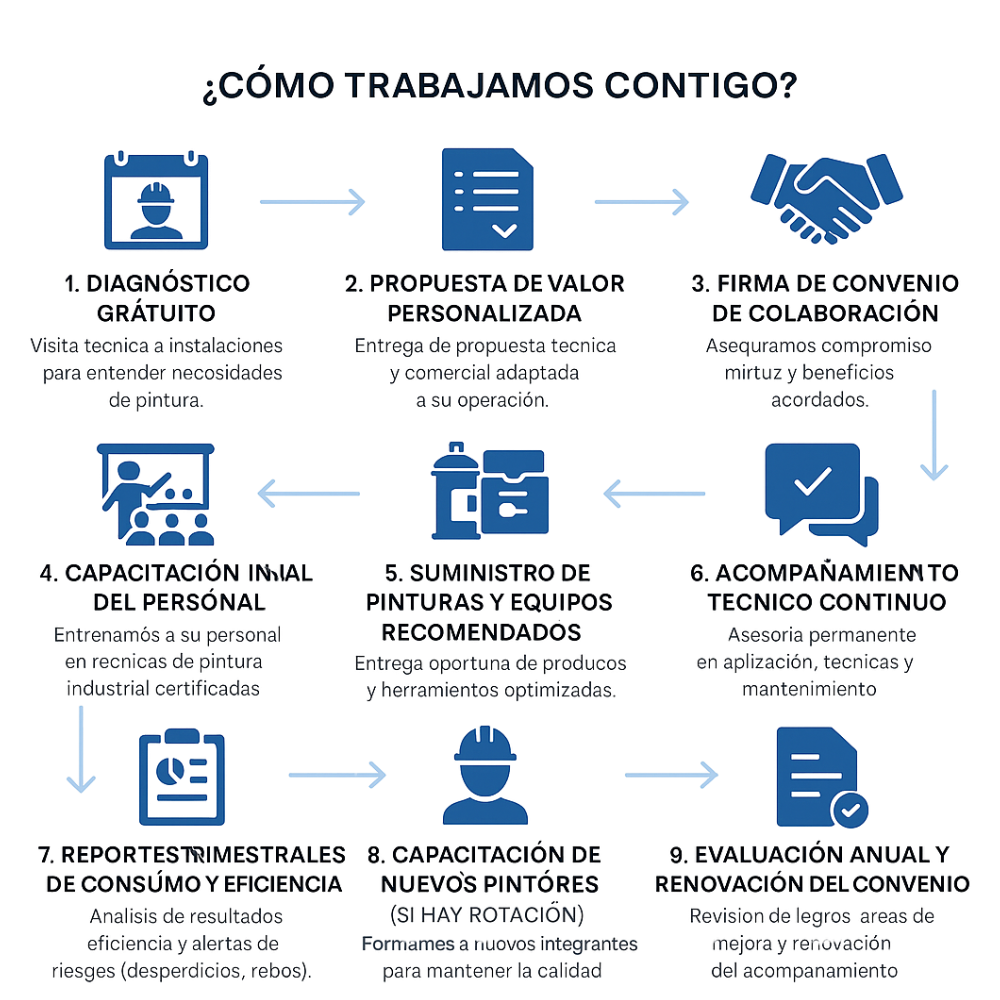 ¿CÓMO TRABAJAMOS CONTIGO?
1. DIAGNÓSTICO
GRÁTUITO
Visita tecnica a instalaciones
para entender necosidades
de pintura.
2. PROPUESTA DE VALOR
PERSONALIZADA
Entrega de propuesta tecnica
y comercial adaptada
a su operación.
3. FIRMA DE CONVENIO
DE COLABORACIÓN
Asequramos compromiso
mirtuz y beneficios
acordados.
4. CAPACITACIÓN
DEL PERSÓNAL
Entrenamós a su personal
en recnicas de pintura
industrial certificadas
5. SUMINISTRO DE
PINTURAS Y EQUIPOS
RECOMENDADOS
Entrega oportuna de producos
y herramientos optimizadas.
6. ACOMPAÑAMIENTO
TECNICO CONTINUO
Asesoria permanente
en aplización, tecnicas y
mantenimiento
7. REPORTES TRIMESTRALES
DE CONSÚMO Y EFICIENCIA
Analisis de resultados
eficiencia y alertas de
riesges (desperdicios, rebos).
8. CAPACITACIÓN DE
NUEVOS PINTÓRES
(SI HAY ROTACIÓN)
Formames a nuovos integrantes
para mantener la calidad
9. EVALUACIÓN ANUAL Y
RENOVACIÓN DEL CONVENIO
Revision de legros areas de
mejora y renovación
del acompanamiento